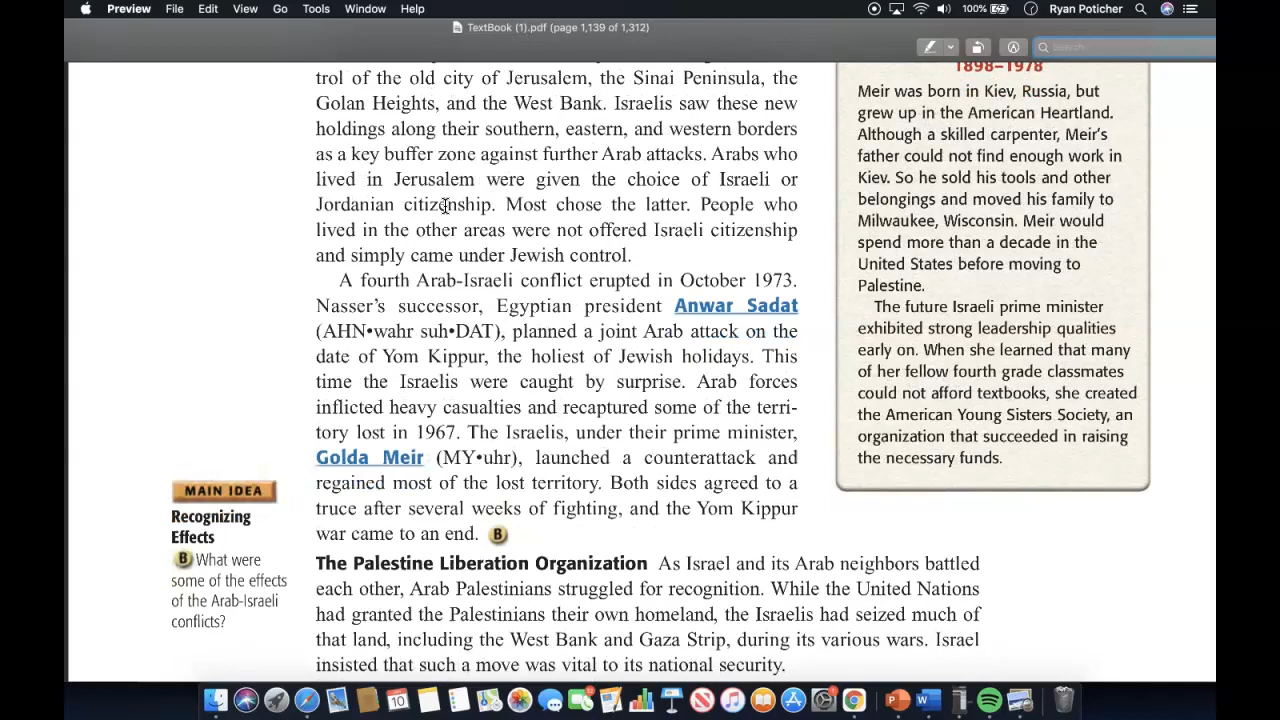 Preview File Edit View Go Tools Window Help
100% Ryan Poticher
TextBook (1).pdf (page 1,139 of 1,312)
Search
trol of the old city of Jerusalem, the Sinai Peninsula, the
Golan Heights, and the West Bank. Israelis saw these new
holdings along their southern, eastern, and western borders
as a key buffer zone against further Arab attacks. Arabs who
lived in Jerusalem were given the choice of Israeli or
Jordanian citizenship. Most chose the latter. People who
lived in the other areas were not offered Israeli citizenship
and simply came under Jewish control.
A fourth Arab-Israeli conflict erupted in October 1973.
Nasser's successor, Egyptian president Anwar Sadat
(AHN•wahr suh•DAT), planned a joint Arab attack on the
date of Yom Kippur, the holiest of Jewish holidays. This
time the Israelis were caught by surprise. Arab forces
inflicted heavy casualties and recaptured some of the terri-
tory lost in 1967. The Israelis, under their prime minister,
Golda Meir (MY•uhr), launched a counterattack and
regained most of the lost territory. Both sides agreed to a
truce after several weeks of fighting, and the Yom Kippur
war came to an end. B
MAIN IDEA
Recognizing
Effects
B What were
some of the effects
of the Arab-Israeli
conflicts?
The Palestine Liberation Organization As Israel and its Arab neighbors battled
each other, Arab Palestinians struggled for recognition. While the United Nations
had granted the Palestinians their own homeland, the Israelis had seized much of
that land, including the West Bank and Gaza Strip, during its various wars. Israel
insisted that such a move was vital to its national security.
1898–1978
Meir was born in Kiev, Russia, but
grew up in the American Heartland.
Although a skilled carpenter, Meir's
father could not find enough work in
Kiev. So he sold his tools and other
belongings and moved his family to
Milwaukee, Wisconsin. Meir would
spend more than a decade in the
United States before moving to
Palestine.
The future Israeli prime minister
exhibited strong leadership qualities
early on. When she learned that many
of her fellow fourth grade classmates
could not afford textbooks, she created
the American Young Sisters Society, an
organization that succeeded in raising
the necessary funds.
10